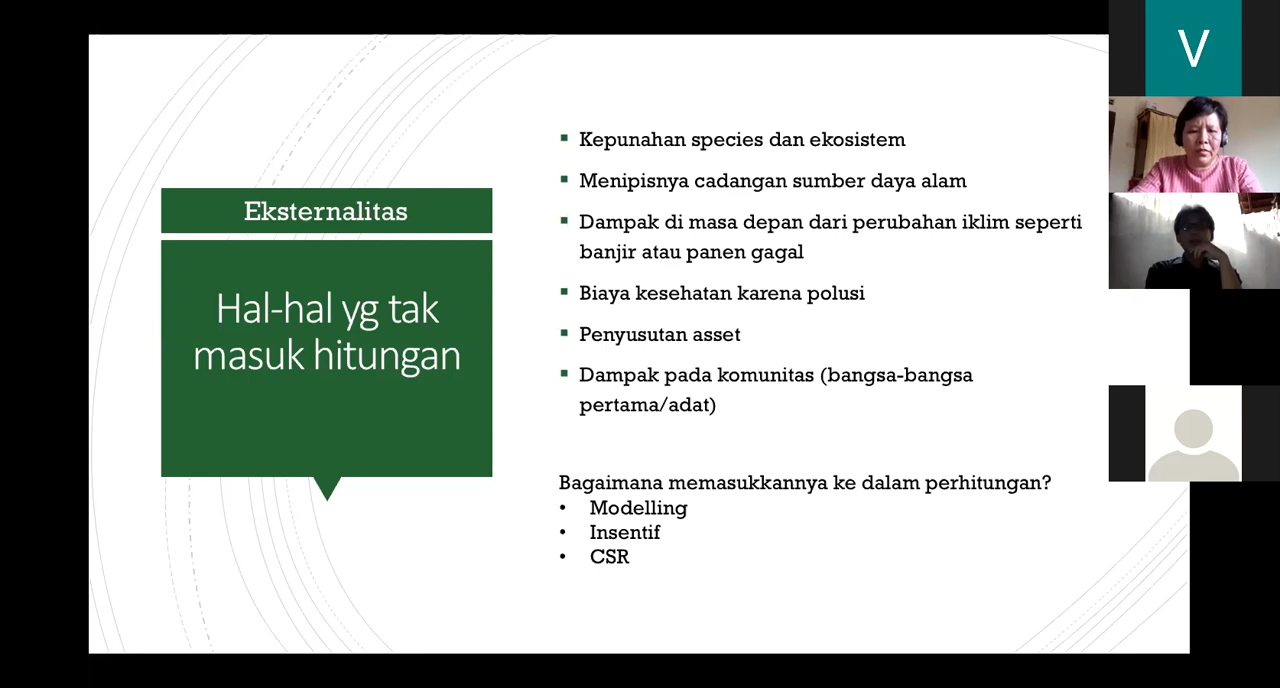 Eksternalitas
Hal-hal yg tak
masuk hitungan
Kepunahan species dan ekosistem
Menipisnya cadangan sumber daya alam
Dampak di masa depan dari perubahan iklim seperti
banjir atau panen gagal
Biaya kesehatan karena polusi
Penyusutan asset
Dampak pada komunitas (bangsa-bangsa
pertama/adat)
Bagaimana memasukkannya ke dalam perhitungan?
• Modelling
• Insentif
• CSR
V